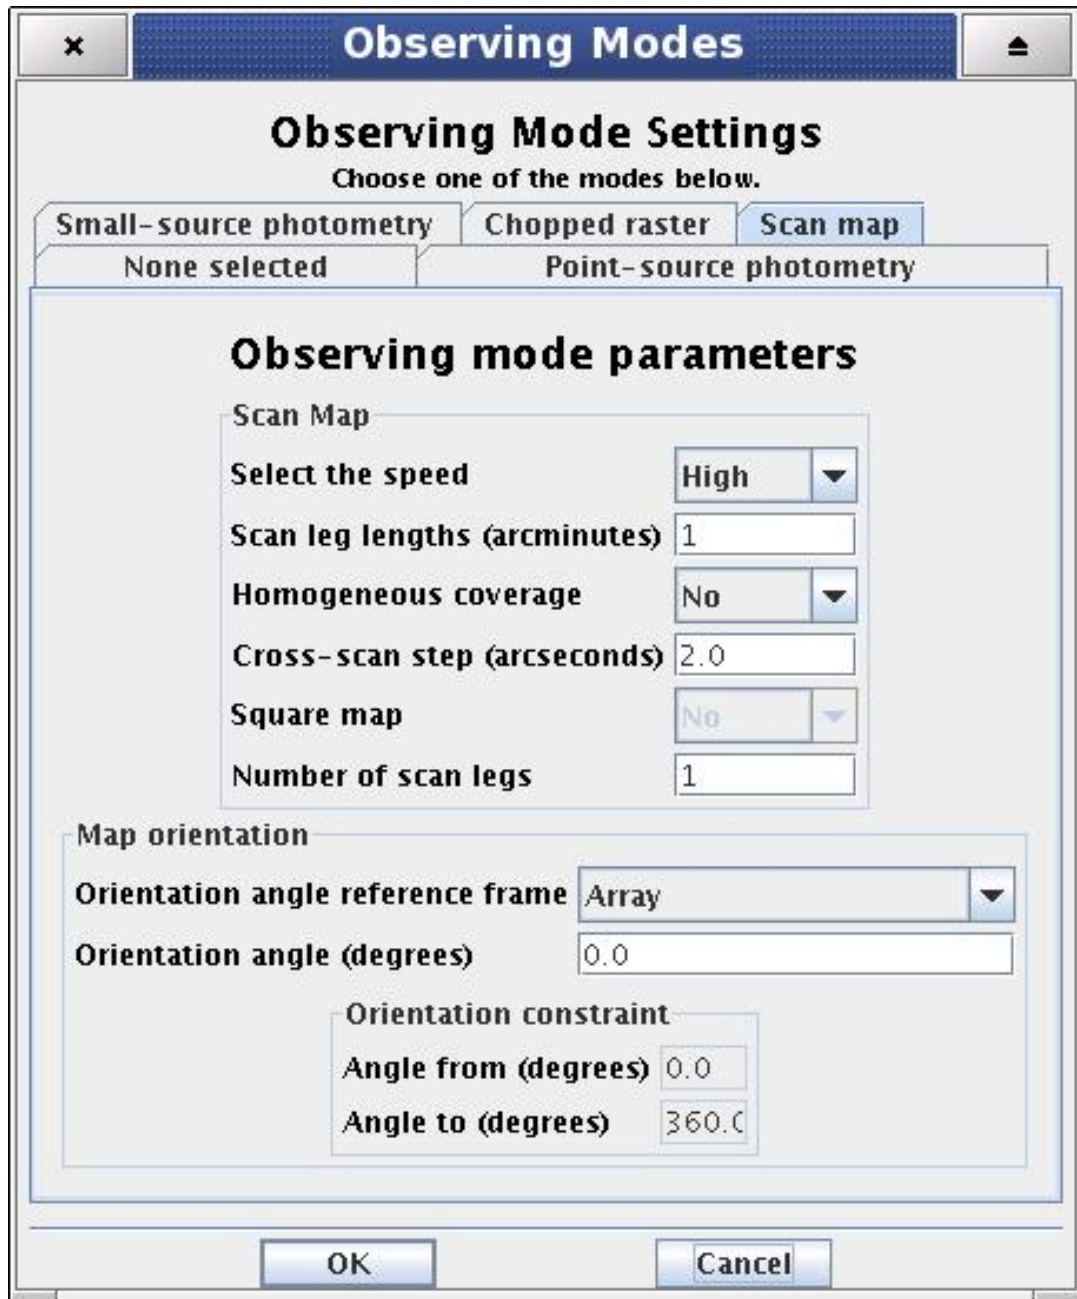 Observing Modes
Observing Mode Settings
Choose one of the modes below.
Small-source photometry Chopped raster Scan map
None selected Point-source photometry
Observing mode parameters
Scan Map
Select the speed High
Scan leg lengths (arcminutes) 1
Homogeneous coverage No
Cross-scan step (arcseconds) 2.0
Square map No
Number of scan legs 1
Map orientation
Orientation angle reference frame Array
Orientation angle (degrees) 0.0
Orientation constraint
Angle from (degrees) 0.0
Angle to (degrees) 360.0
OK Cancel